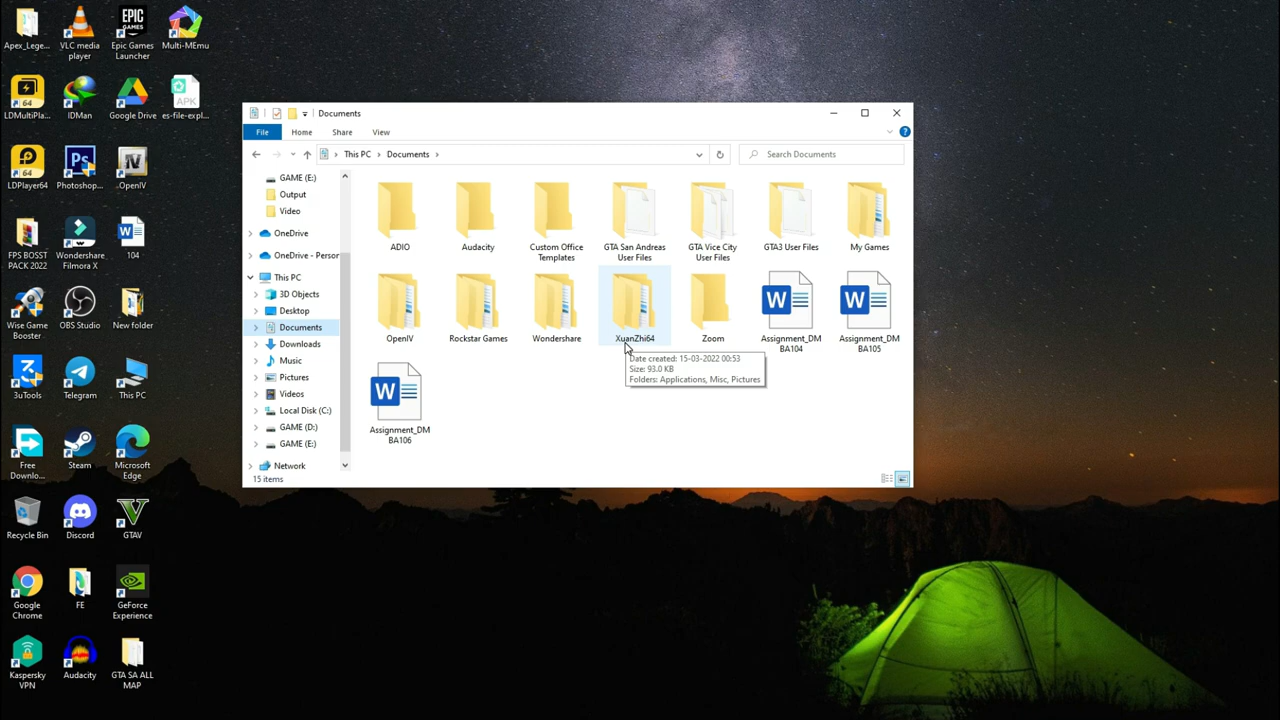 Apex_Lege...
VLC media
player
Epic Games
Launcher
Multi-MEmu
LDMultiPla...
IDMan
Google Drive
es-file-expl...
LDPlayer64
Photoshop...
OpenIV
FPS BOSST
PACK 2022
Wondershare
Filmora X
104
Wise Game
Booster
OBS Studio
New folder
3uTools
Telegram
This PC
Free
Downlo...
Steam
Microsoft
Edge
Recycle Bin
Discord
GTAV
Google
Chrome
FE
GeForce
Experience
Kaspersky
VPN
Audacity
GTA SA ALL
MAP
EPIC
GAMES
64
64
APK
Documents
File Home Share View
This PC Documents
Search Documents
GAME (E:)
Output
Video
OneDrive
OneDrive - Person
This PC
3D Objects
Desktop
Documents
Downloads
Music
Pictures
Videos
Local Disk (C:)
GAME (D:)
GAME (E:)
Network
ADIO
Audacity
Custom Office
Templates
GTA San Andreas
User Files
GTA Vice City
User Files
GTA3 User Files
My Games
OpenIV
Rockstar Games
Wondershare
XuanZhi64
Zoom
Assignment_DM
BA104
Assignment_DM
BA105
Date created: 15-03-2022 00:53
Size: 93.0 KB
Folders: Applications, Misc, Pictures
Assignment_DM
BA106
15 items